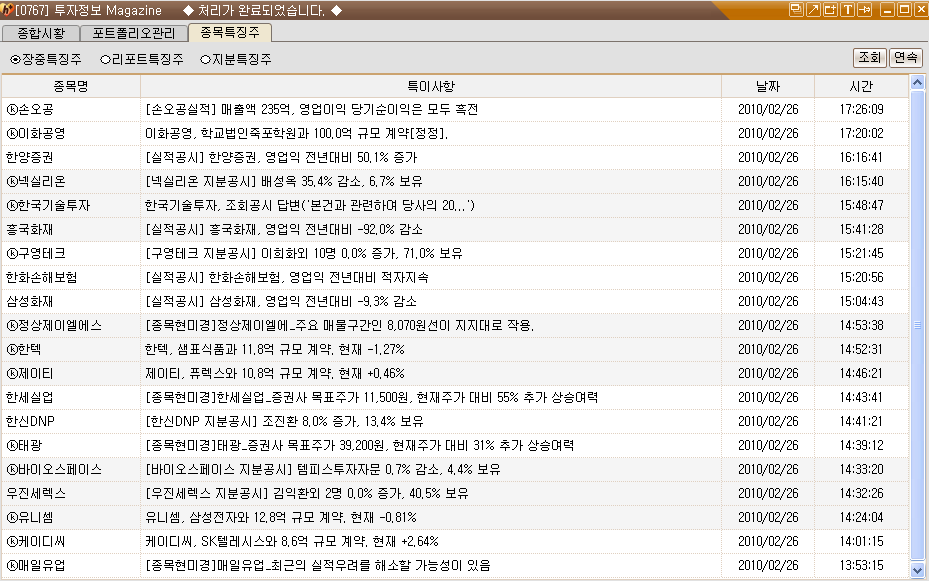 [0767] 투자정보 Magazine ◆ 처리가 완료되었습니다. ◆
종합시황 포트폴리오관리 종목특징주
장중특징주 리포트특징주 지분특징주 조회 연속
종목명 특이사항 날짜 시간
ⓚ손오공 [손오공실적] 매출액 235억, 영업이익 당기순이익은 모두 흑전 2010/02/26 17:26:09
ⓚ이화공영 이화공영, 학교법인죽포학원과 100.0억 규모 계약[정정]. 2010/02/26 17:20:02
한양증권 [실적공시] 한양증권, 영업익 전년대비 50.1% 증가 2010/02/26 16:16:41
ⓚ넥실리온 [넥실리온 지분공시] 배성옥 35.4% 감소, 6.7% 보유 2010/02/26 16:15:40
ⓚ한국기술투자 한국기술투자, 조회공시 답변('본건과 관련하여 당사의 20...') 2010/02/26 15:48:47
흥국화재 [실적공시] 흥국화재, 영업익 전년대비 -92.0% 감소 2010/02/26 15:41:28
ⓚ구영테크 [구영테크 지분공시] 이희화외 10명 0.0% 증가, 71.0% 보유 2010/02/26 15:21:45
한화손해보험 [실적공시] 한화손해보험, 영업익 전년대비 적자지속 2010/02/26 15:20:56
삼성화재 [실적공시] 삼성화재, 영업익 전년대비 -9.3% 감소 2010/02/26 15:04:43
ⓚ정상제이엘에스 [종목현미경]정상제이엘에_주요 매물구간인 8,070원선이 지지대로 작용. 2010/02/26 14:53:38
ⓚ한텍 한텍, 샘표식품과 11.8억 규모 계약. 현재 -1.27% 2010/02/26 14:52:31
ⓚ제이티 제이티, 퓨렉스와 10.8억 규모 계약. 현재 +0.46% 2010/02/26 14:46:21
한세실업 [종목현미경]한세실업_증권사 목표주가 11,500원, 현재주가 대비 55% 추가 상승여력 2010/02/26 14:43:41
한신DNP [한신DNP 지분공시] 조진환 8.0% 증가, 13.4% 보유 2010/02/26 14:41:21
ⓚ태광 [종목현미경]태광_증권사 목표주가 39,200원, 현재주가 대비 31% 추가 상승여력 2010/02/26 14:39:12
ⓚ바이오스페이스 [바이오스페이스 지분공시] 템피스투자자문 0.7% 감소, 4.4% 보유 2010/02/26 14:33:20
우진세렉스 [우진세렉스 지분공시] 김익환외 2명 0.0% 증가, 40.5% 보유 2010/02/26 14:32:26
ⓚ유니셈 유니셈, 삼성전자와 12.8억 규모 계약. 현재 -0.81% 2010/02/26 14:24:04
ⓚ케이디씨 케이디씨, SK텔레시스와 8.6억 규모 계약. 현재 +2.64% 2010/02/26 14:01:15
ⓚ매일유업 [종목현미경]매일유업_최근의 실적우려를 해소할 가능성이 있음 2010/02/26 13:53:15